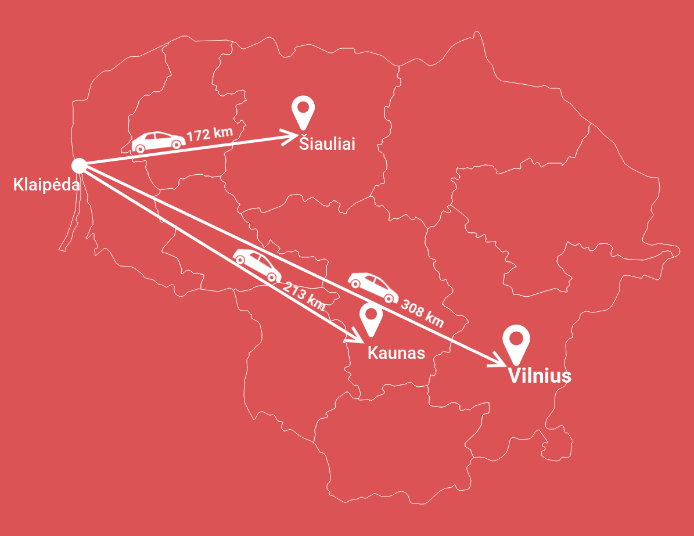 172 km
Šiauliai
Klaipėda
213 km
308 km
Kaunas
Vilnius